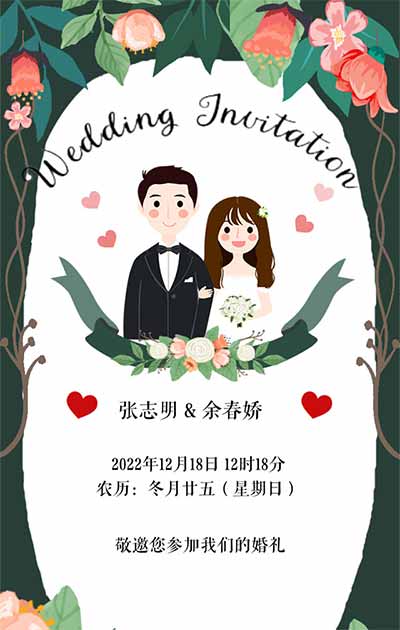 Wedding Invitation
张志明 & 余春娇
2022年12月18日 12时18分
农历：冬月廿五（星期日）
敬邀您参加我们的婚礼